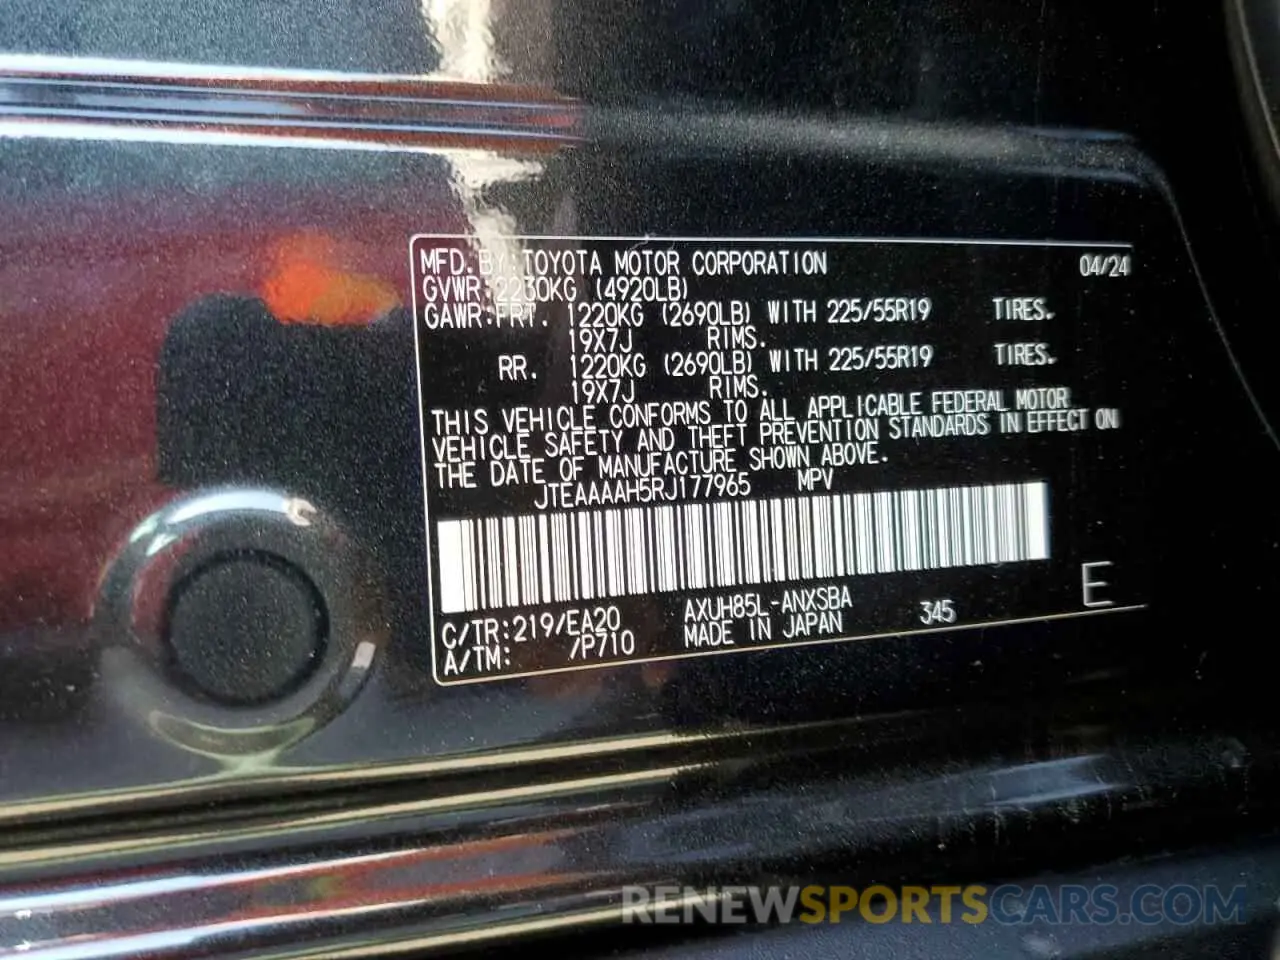 MFD. BY: TOYOTA MOTOR CORPORATION 04/24
GVWR: 2230KG (4920LB)
GAWR: FRT. 1220KG (2690LB) WITH 225/55R19 TIRES.
19X7J RIMS.
RR. 1220KG (2690LB) WITH 225/55R19 TIRES.
19X7J RIMS.
THIS VEHICLE CONFORMS TO ALL APPLICABLE FEDERAL MOTOR
VEHICLE SAFETY AND THEFT PREVENTION STANDARDS IN EFFECT ON
THE DATE OF MANUFACTURE SHOWN ABOVE.
JTEAAAAH5RJ177965 MPV
C/TR: 219/EA20 AXUH85L-ANXSBA 345 E
A/TM: /P710 MADE IN JAPAN
RENEWSPORTSCARS.COM